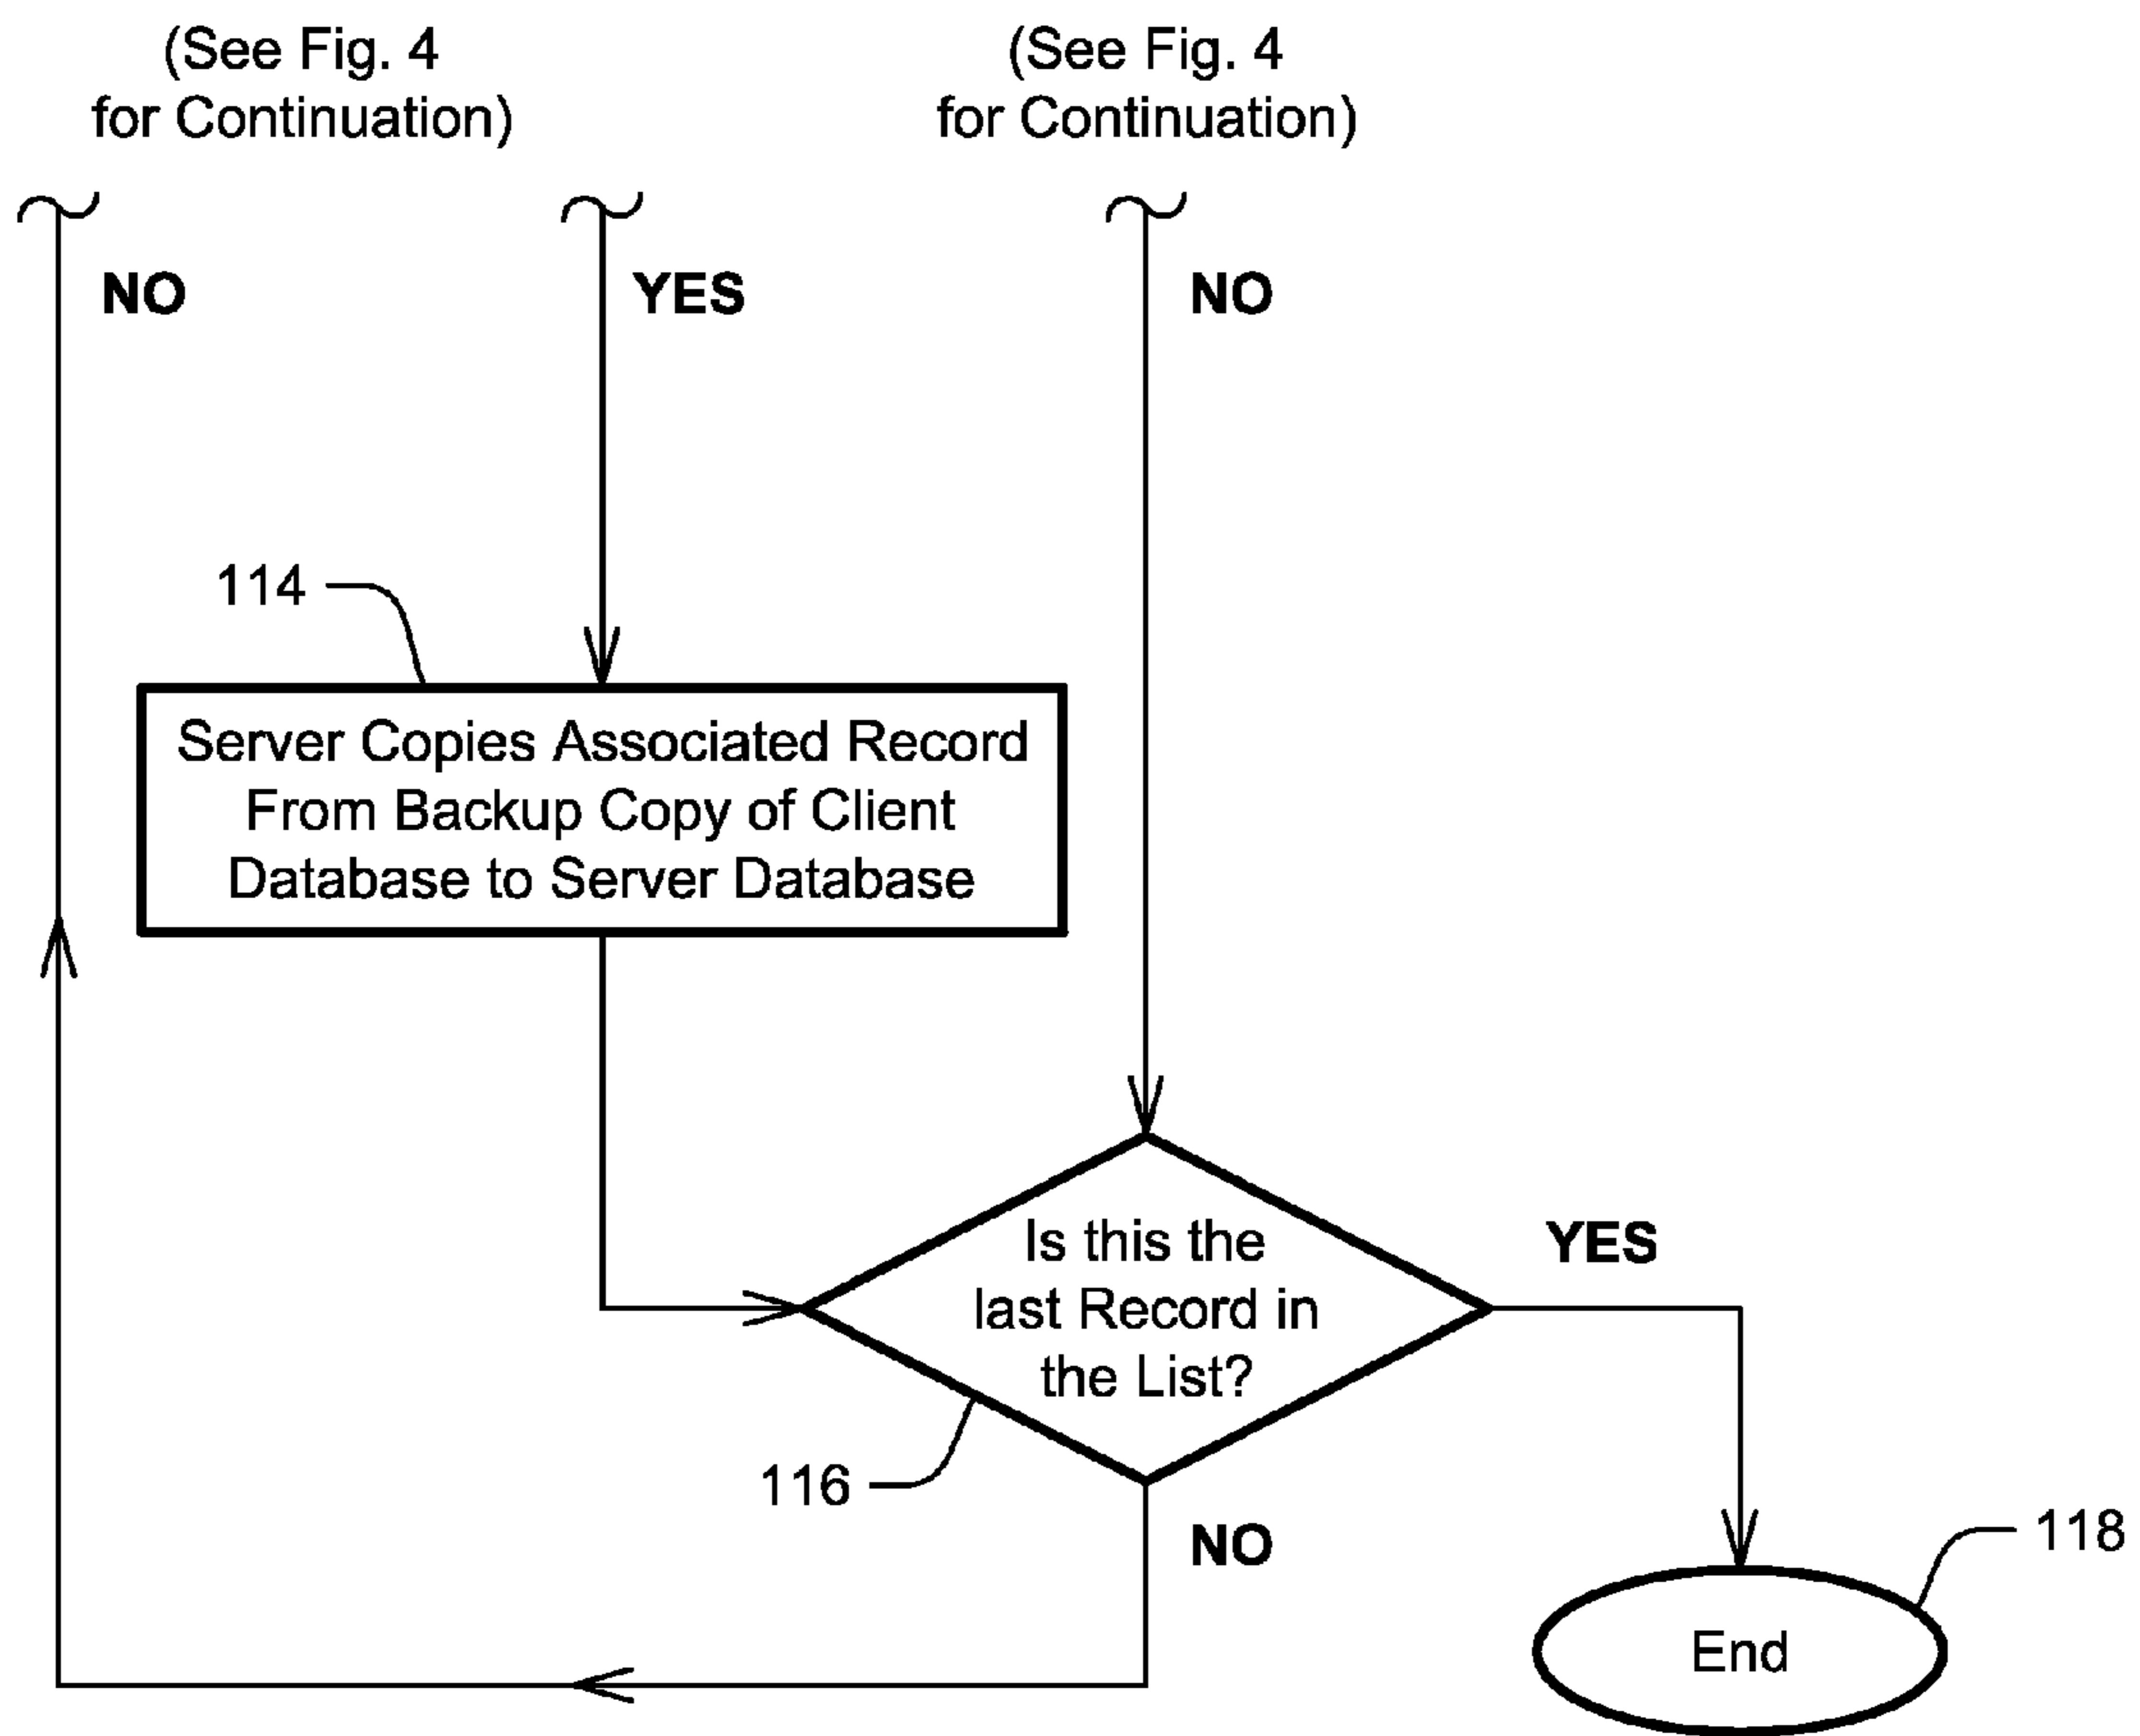 (See Fig. 4
for Continuation)
(See Fig. 4
for Continuation)
NO
YES
NO
114
Server Copies Associated Record
From Backup Copy of Client
Database to Server Database
Is this the
last Record in
the List?
YES
116
NO
118
End